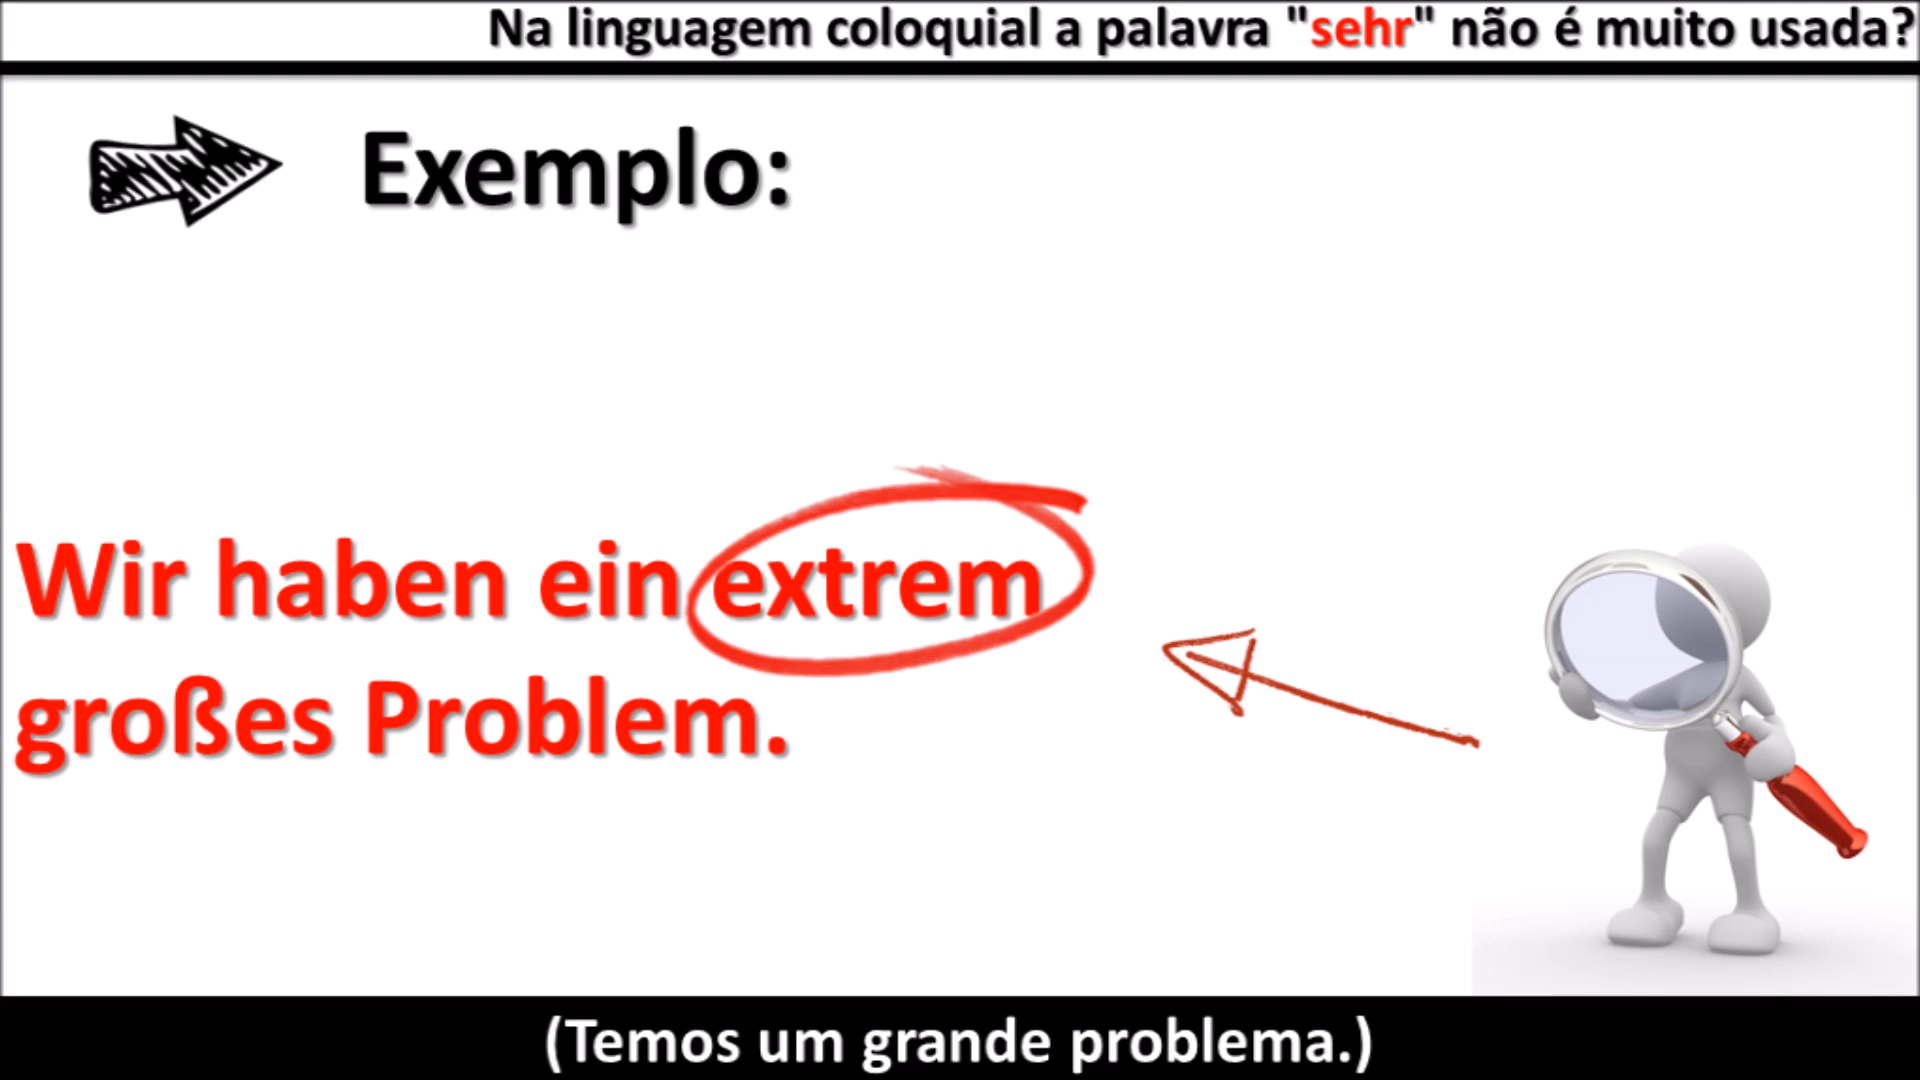 Na linguagem coloquial a palavra "sehr" não é muito usada?
Exemplo:
Wir haben ein extrem
großes Problem.
(Temos um grande problema.)